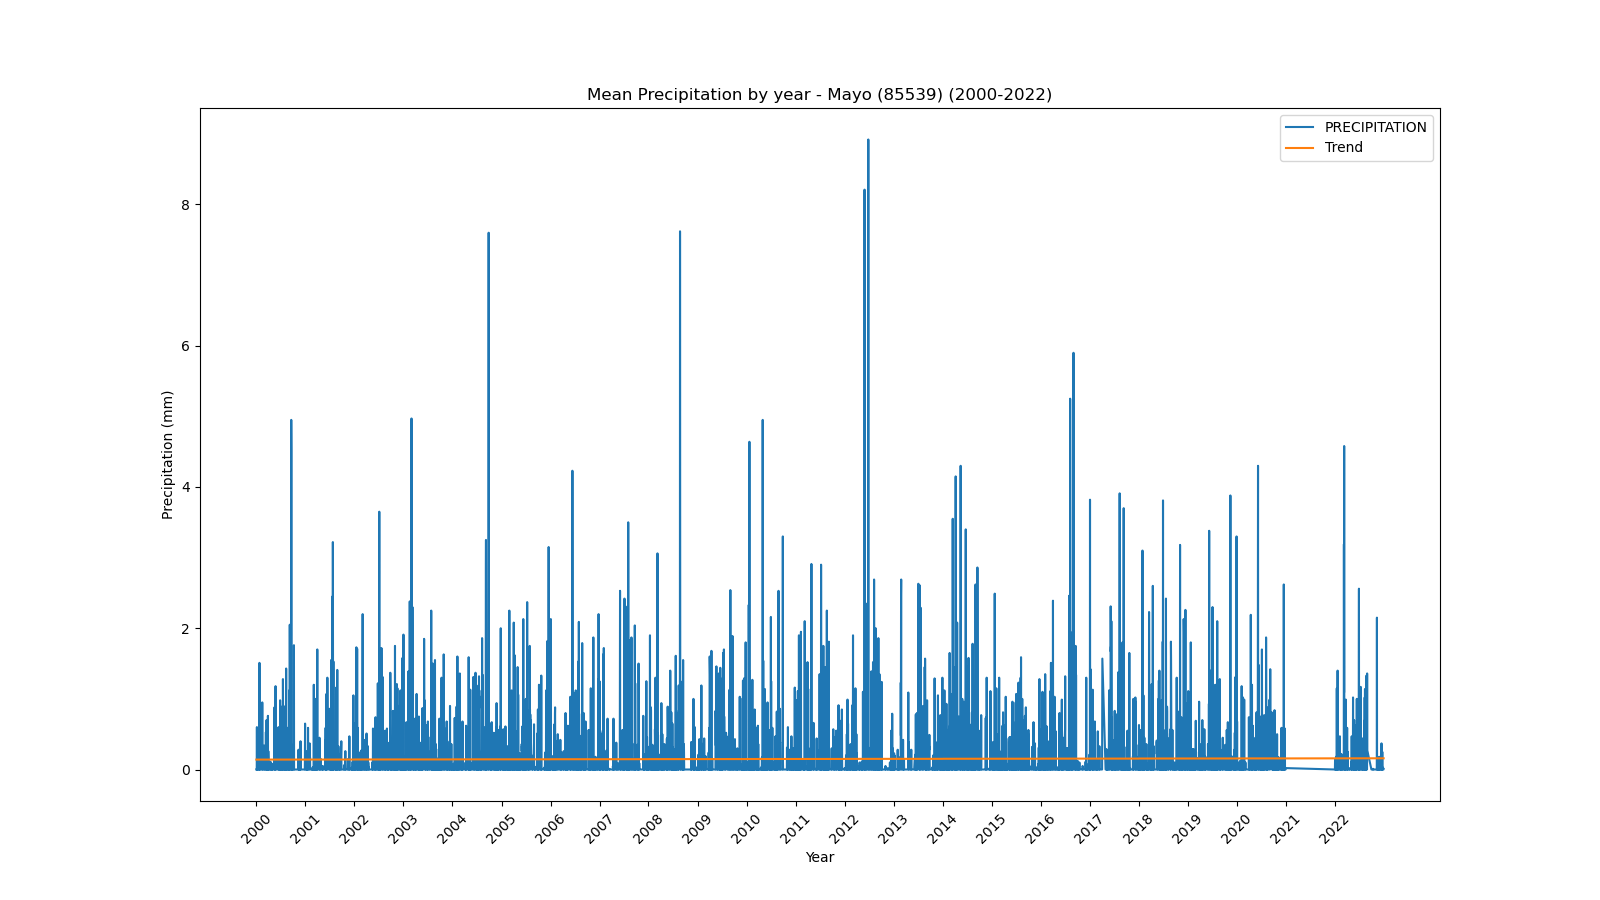 Mean Precipitation by year - Mayo (85539) (2000-2022)
PRECIPITATION
Trend
Precipitation (mm)
8
6
4
2
0
2000 2001 2002 2003 2004 2005 2006 2007 2008 2009 2010 2011 2012 2013 2014 2015 2016 2017 2018 2019 2020 2021 2022
Year